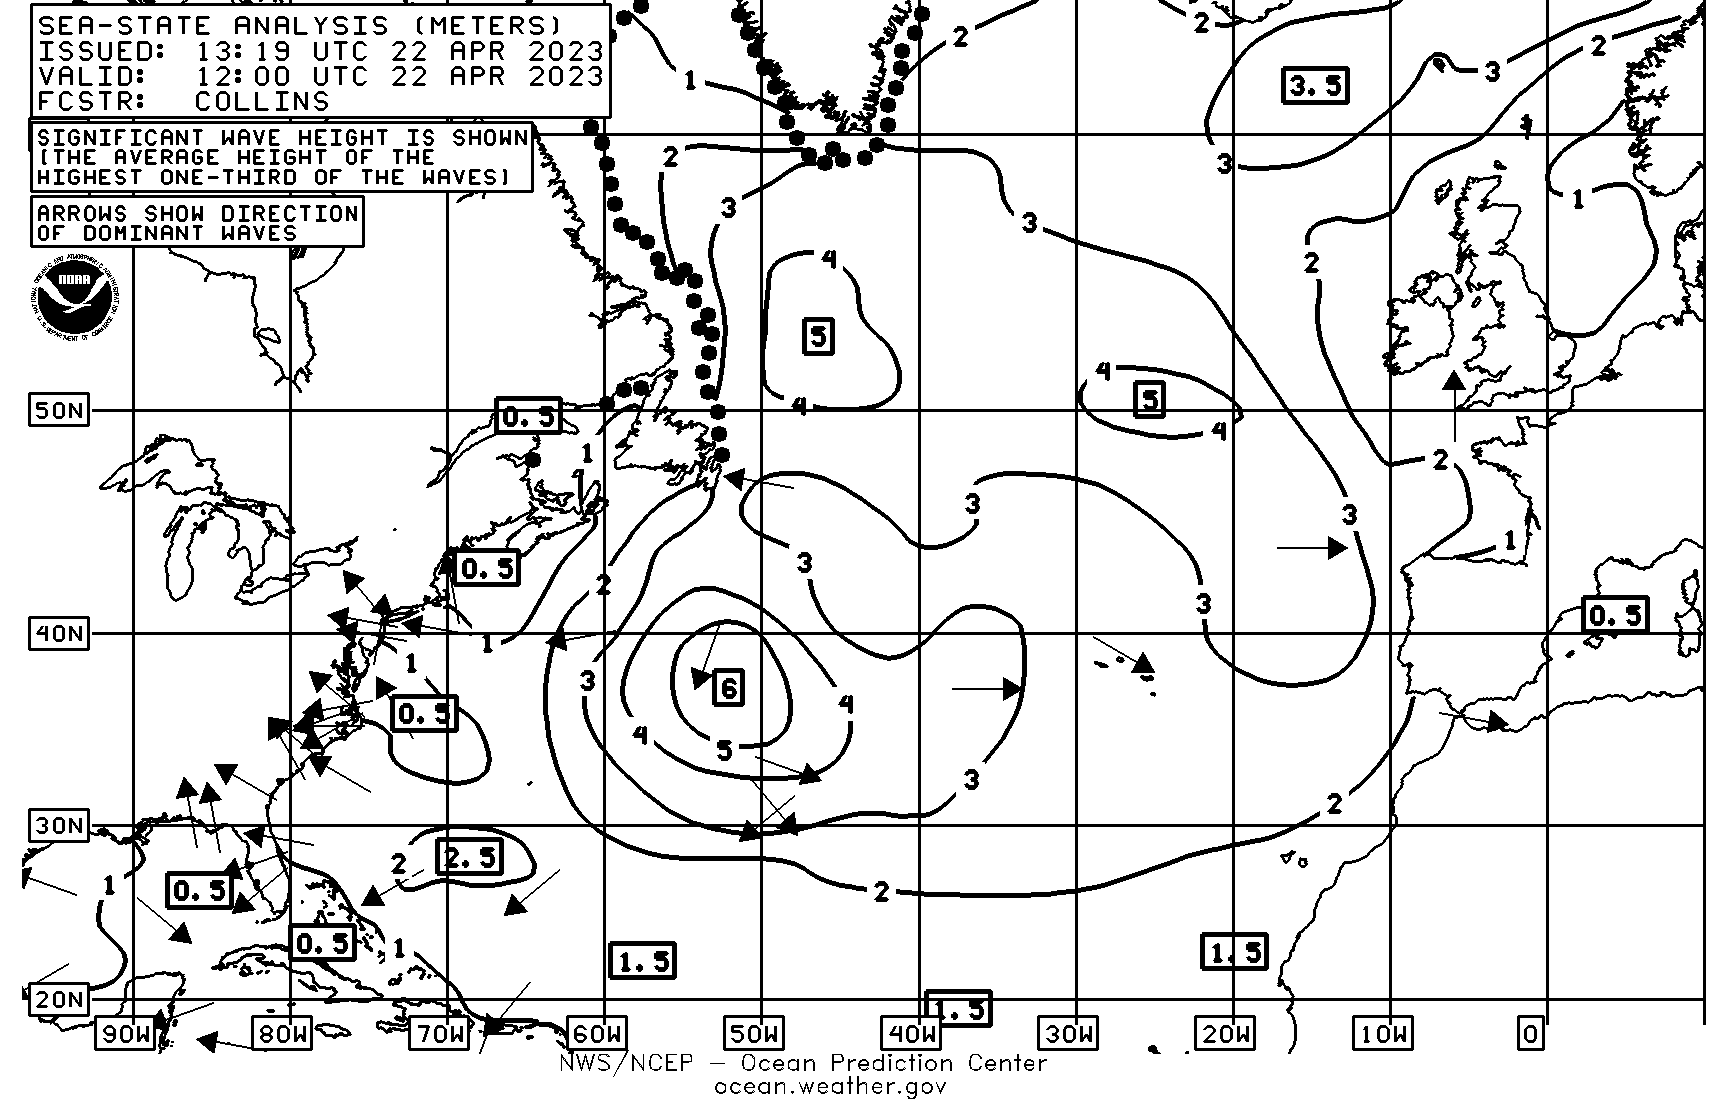 SEA-STATE ANALYSIS (METERS)
ISSUED: 13:19 UTC 22 APR 2023
VALID: 12:00 UTC 22 APR 2023
FCSTR: COLLINS
SIGNIFICANT WAVE HEIGHT IS SHOWN
(THE AVERAGE HEIGHT OF THE
HIGHEST ONE-THIRD OF THE WAVES)
ARROWS SHOW DIRECTION
OF DOMINANT WAVES
NOAA
2
2
2
1
3
3.5
2
3
1
3
3
2
4
5
4
4
5
4
50N
0.5
1
2
3
3
1
0.5
3
2
3
0.5
40N
1
1
3
6
4
0.5
4
5
3
2
30N
2
2.5
1
0.5
2
0.5
1
1.5
1.5
20N
1.5
90W
80W
70W
60W
50W
40W
30W
20W
10W
0
NWS/NCEP – Ocean Prediction Center
ocean.weather.gov